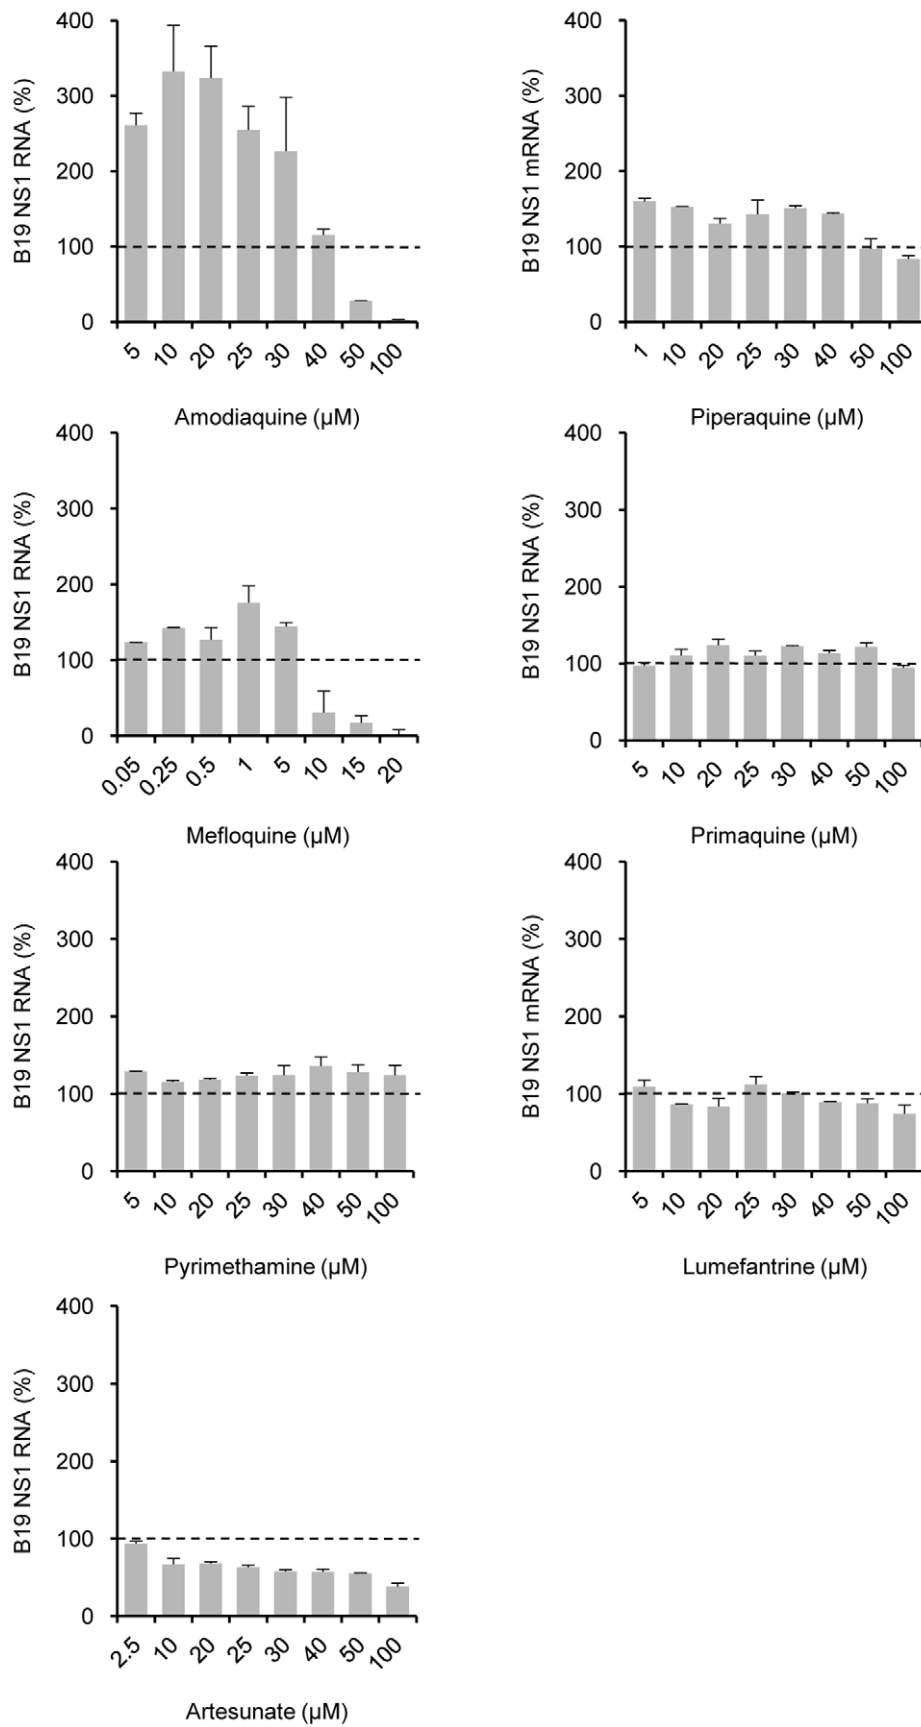 B19 NS1 RNA (%)
400
300
200
100
0
5 10 20 25 30 40 50 100
Amodiaquine (µM)
B19 NS1 mRNA (%)
400
300
200
100
0
1 10 20 25 30 40 50 100
Piperaquine (µM)
B19 NS1 RNA (%)
400
300
200
100
0
0.05 0.25 0.5 1 5 10 15 20
Mefloquine (µM)
B19 NS1 RNA (%)
400
300
200
100
0
5 10 20 25 30 40 50 100
Primaquine (µM)
B19 NS1 RNA (%)
400
300
200
100
0
5 10 20 25 30 40 50 100
Pyrimethamine (µM)
B19 NS1 mRNA (%)
400
300
200
100
0
5 10 20 25 30 40 50 100
Lumefantrine (µM)
B19 NS1 RNA (%)
400
300
200
100
0
2.5 10 20 25 30 40 50 100
Artesunate (µM)